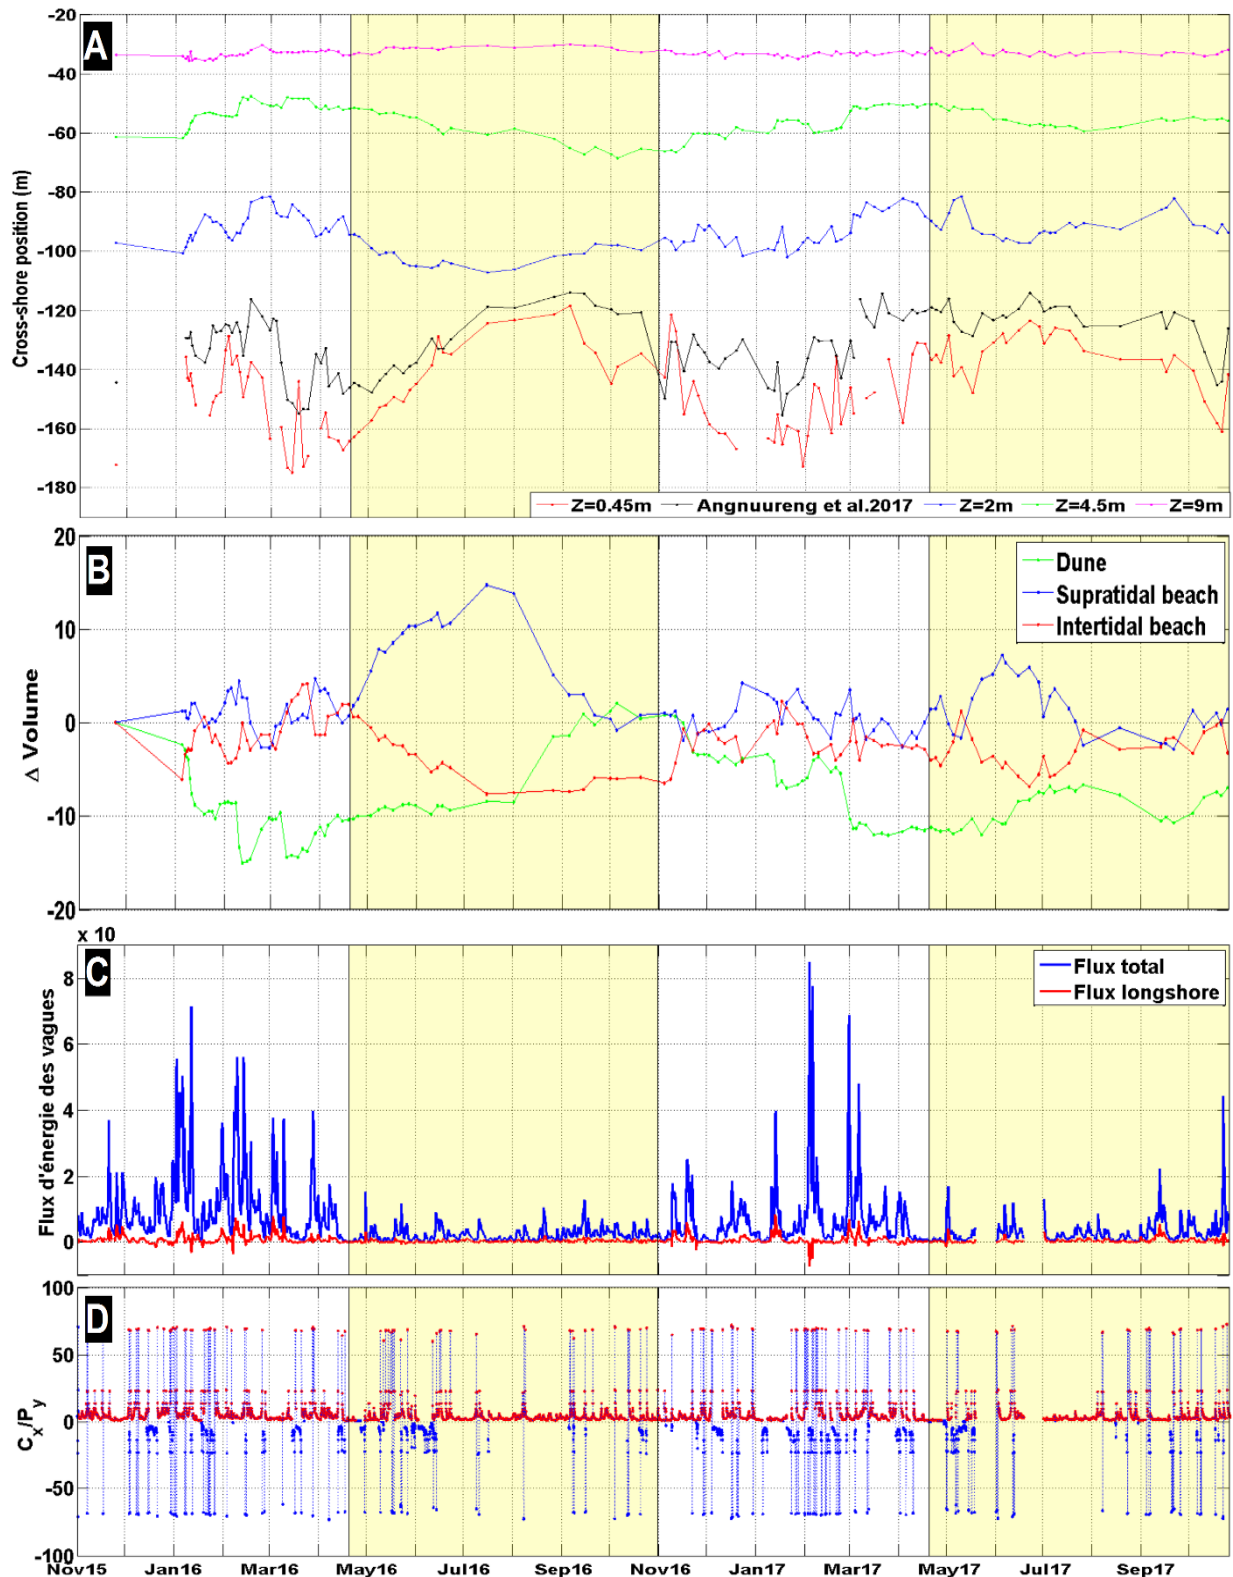 A
-20
-40
-60
-80
-100
-120
-140
-160
-180
Cross-shore position (m)
Z=0.45m Angnuureng et al.2017 Z=2m Z=4.5m Z=9m
B
20
10
0
-10
-20
Δ Volume
Dune
Supratidal beach
Intertidal beach
x 10
C
8
6
4
2
0
Flux d'énergie des vagues
Flux total
Flux longshore
D
100
50
0
-50
-100
Cx/Py
Nov15 Jan16 Mar16 May16 Jul16 Sep16 Nov16 Jan17 Mar17 May17 Jul17 Sep17